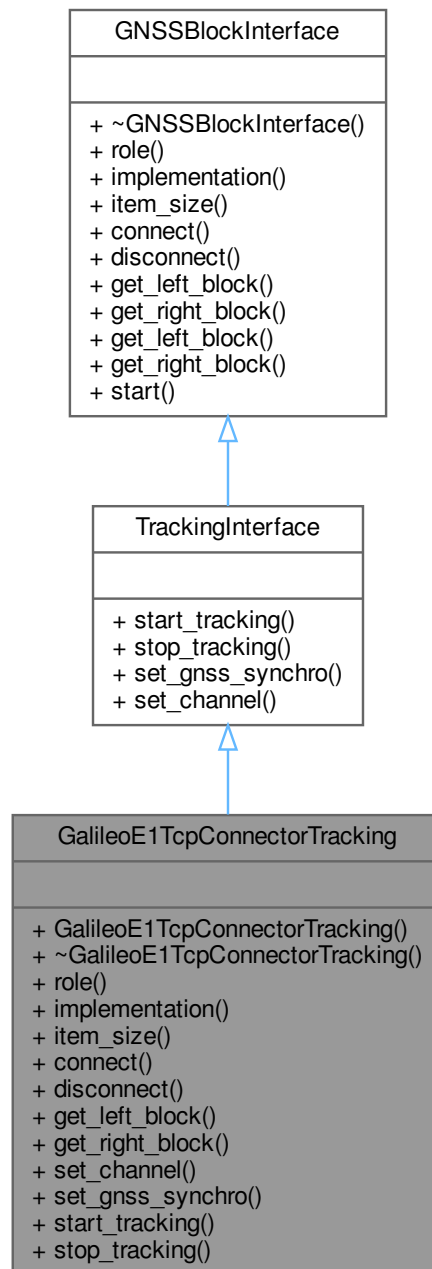 GNSSBlockInterface
+ ~GNSSBlockInterface()
+ role()
+ implementation()
+ item_size()
+ connect()
+ disconnect()
+ get_left_block()
+ get_right_block()
+ get_left_block()
+ get_right_block()
+ start()
TrackingInterface
+ start_tracking()
+ stop_tracking()
+ set_gnss_synchro()
+ set_channel()
GalileoE1TcpConnectorTracking
+ GalileoE1TcpConnectorTracking()
+ ~GalileoE1TcpConnectorTracking()
+ role()
+ implementation()
+ item_size()
+ connect()
+ disconnect()
+ get_left_block()
+ get_right_block()
+ set_channel()
+ set_gnss_synchro()
+ start_tracking()
+ stop_tracking()